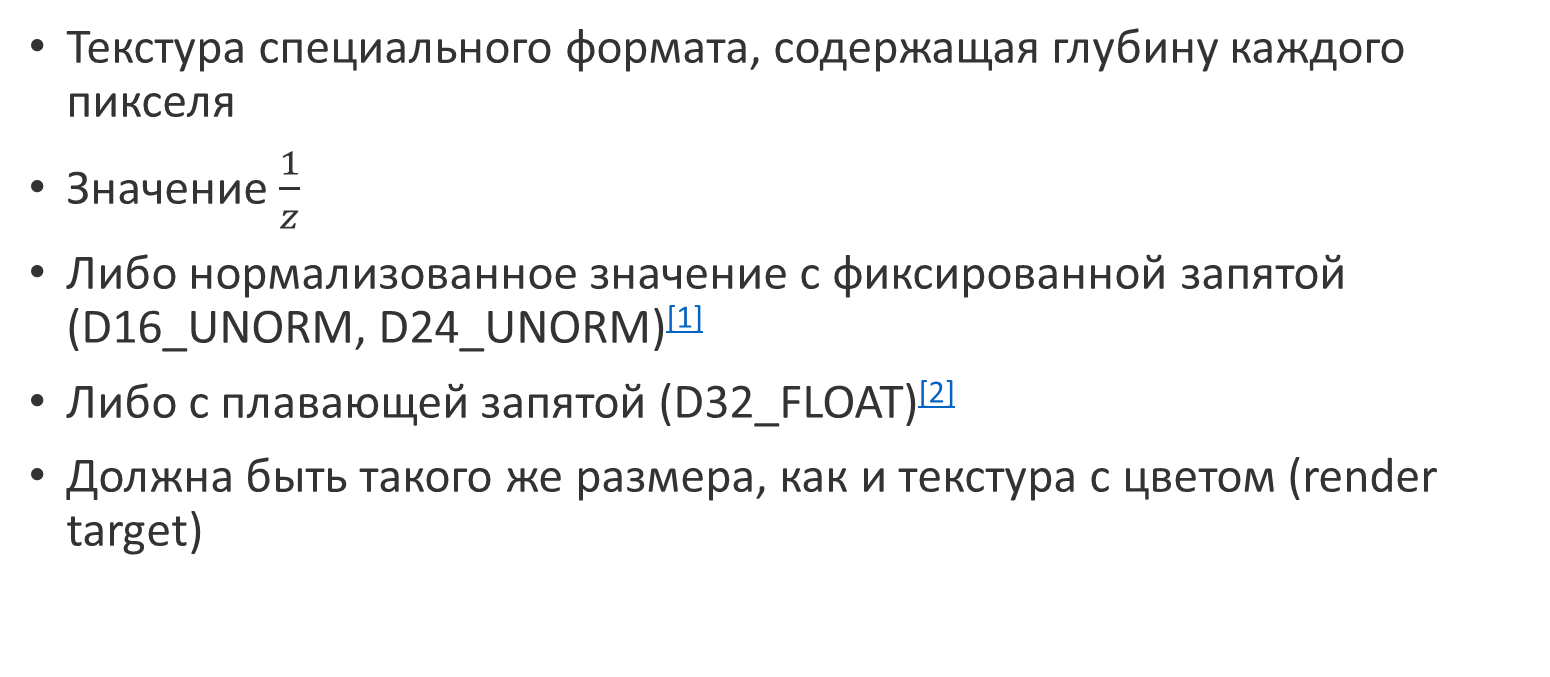 • Текстура специального формата, содержащая глубину каждого
пикселя
• Значение 1/z
• Либо нормализованное значение с фиксированной запятой
(D16_UNORM, D24_UNORM)[1]
• Либо с плавающей запятой (D32_FLOAT)[2]
• Должна быть такого же размера, как и текстура с цветом (render
target)